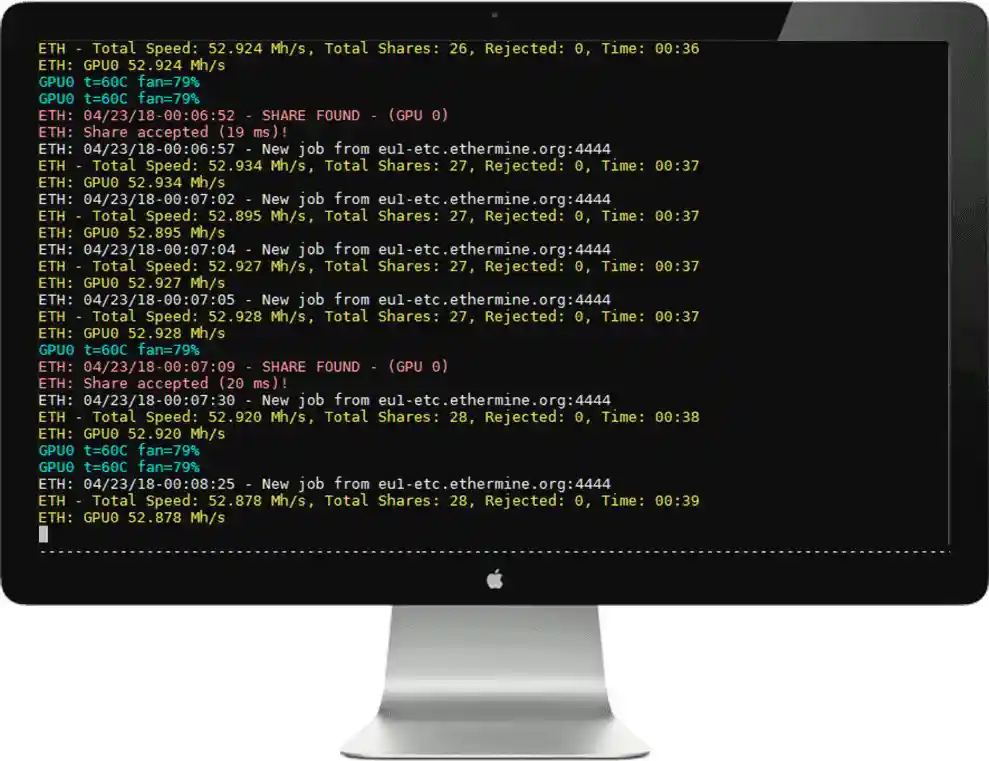 ETH - Total Speed: 52.924 Mh/s, Total Shares: 26, Rejected: 0, Time: 00:36
ETH: GPU0 52.924 Mh/s
GPU0 t=60C fan=79%
GPU0 t=60C fan=79%
ETH: 04/23/18-00:06:52 - SHARE FOUND - (GPU 0)
ETH: Share accepted (19 ms)!
ETH: 04/23/18-00:06:57 - New job from eu1-etc.ethermine.org:4444
ETH - Total Speed: 52.934 Mh/s, Total Shares: 27, Rejected: 0, Time: 00:37
ETH: GPU0 52.934 Mh/s
ETH: 04/23/18-00:07:02 - New job from eu1-etc.ethermine.org:4444
ETH - Total Speed: 52.895 Mh/s, Total Shares: 27, Rejected: 0, Time: 00:37
ETH: GPU0 52.895 Mh/s
ETH: 04/23/18-00:07:04 - New job from eu1-etc.ethermine.org:4444
ETH - Total Speed: 52.927 Mh/s, Total Shares: 27, Rejected: 0, Time: 00:37
ETH: GPU0 52.927 Mh/s
ETH: 04/23/18-00:07:05 - New job from eu1-etc.ethermine.org:4444
ETH - Total Speed: 52.928 Mh/s, Total Shares: 27, Rejected: 0, Time: 00:37
ETH: GPU0 52.928 Mh/s
GPU0 t=60C fan=79%
ETH: 04/23/18-00:07:09 - SHARE FOUND - (GPU 0)
ETH: Share accepted (20 ms)!
ETH: 04/23/18-00:07:30 - New job from eu1-etc.ethermine.org:4444
ETH - Total Speed: 52.920 Mh/s, Total Shares: 28, Rejected: 0, Time: 00:38
ETH: GPU0 52.920 Mh/s
GPU0 t=60C fan=79%
GPU0 t=60C fan=79%
ETH: 04/23/18-00:08:25 - New job from eu1-etc.ethermine.org:4444
ETH - Total Speed: 52.878 Mh/s, Total Shares: 28, Rejected: 0, Time: 00:39
ETH: GPU0 52.878 Mh/s